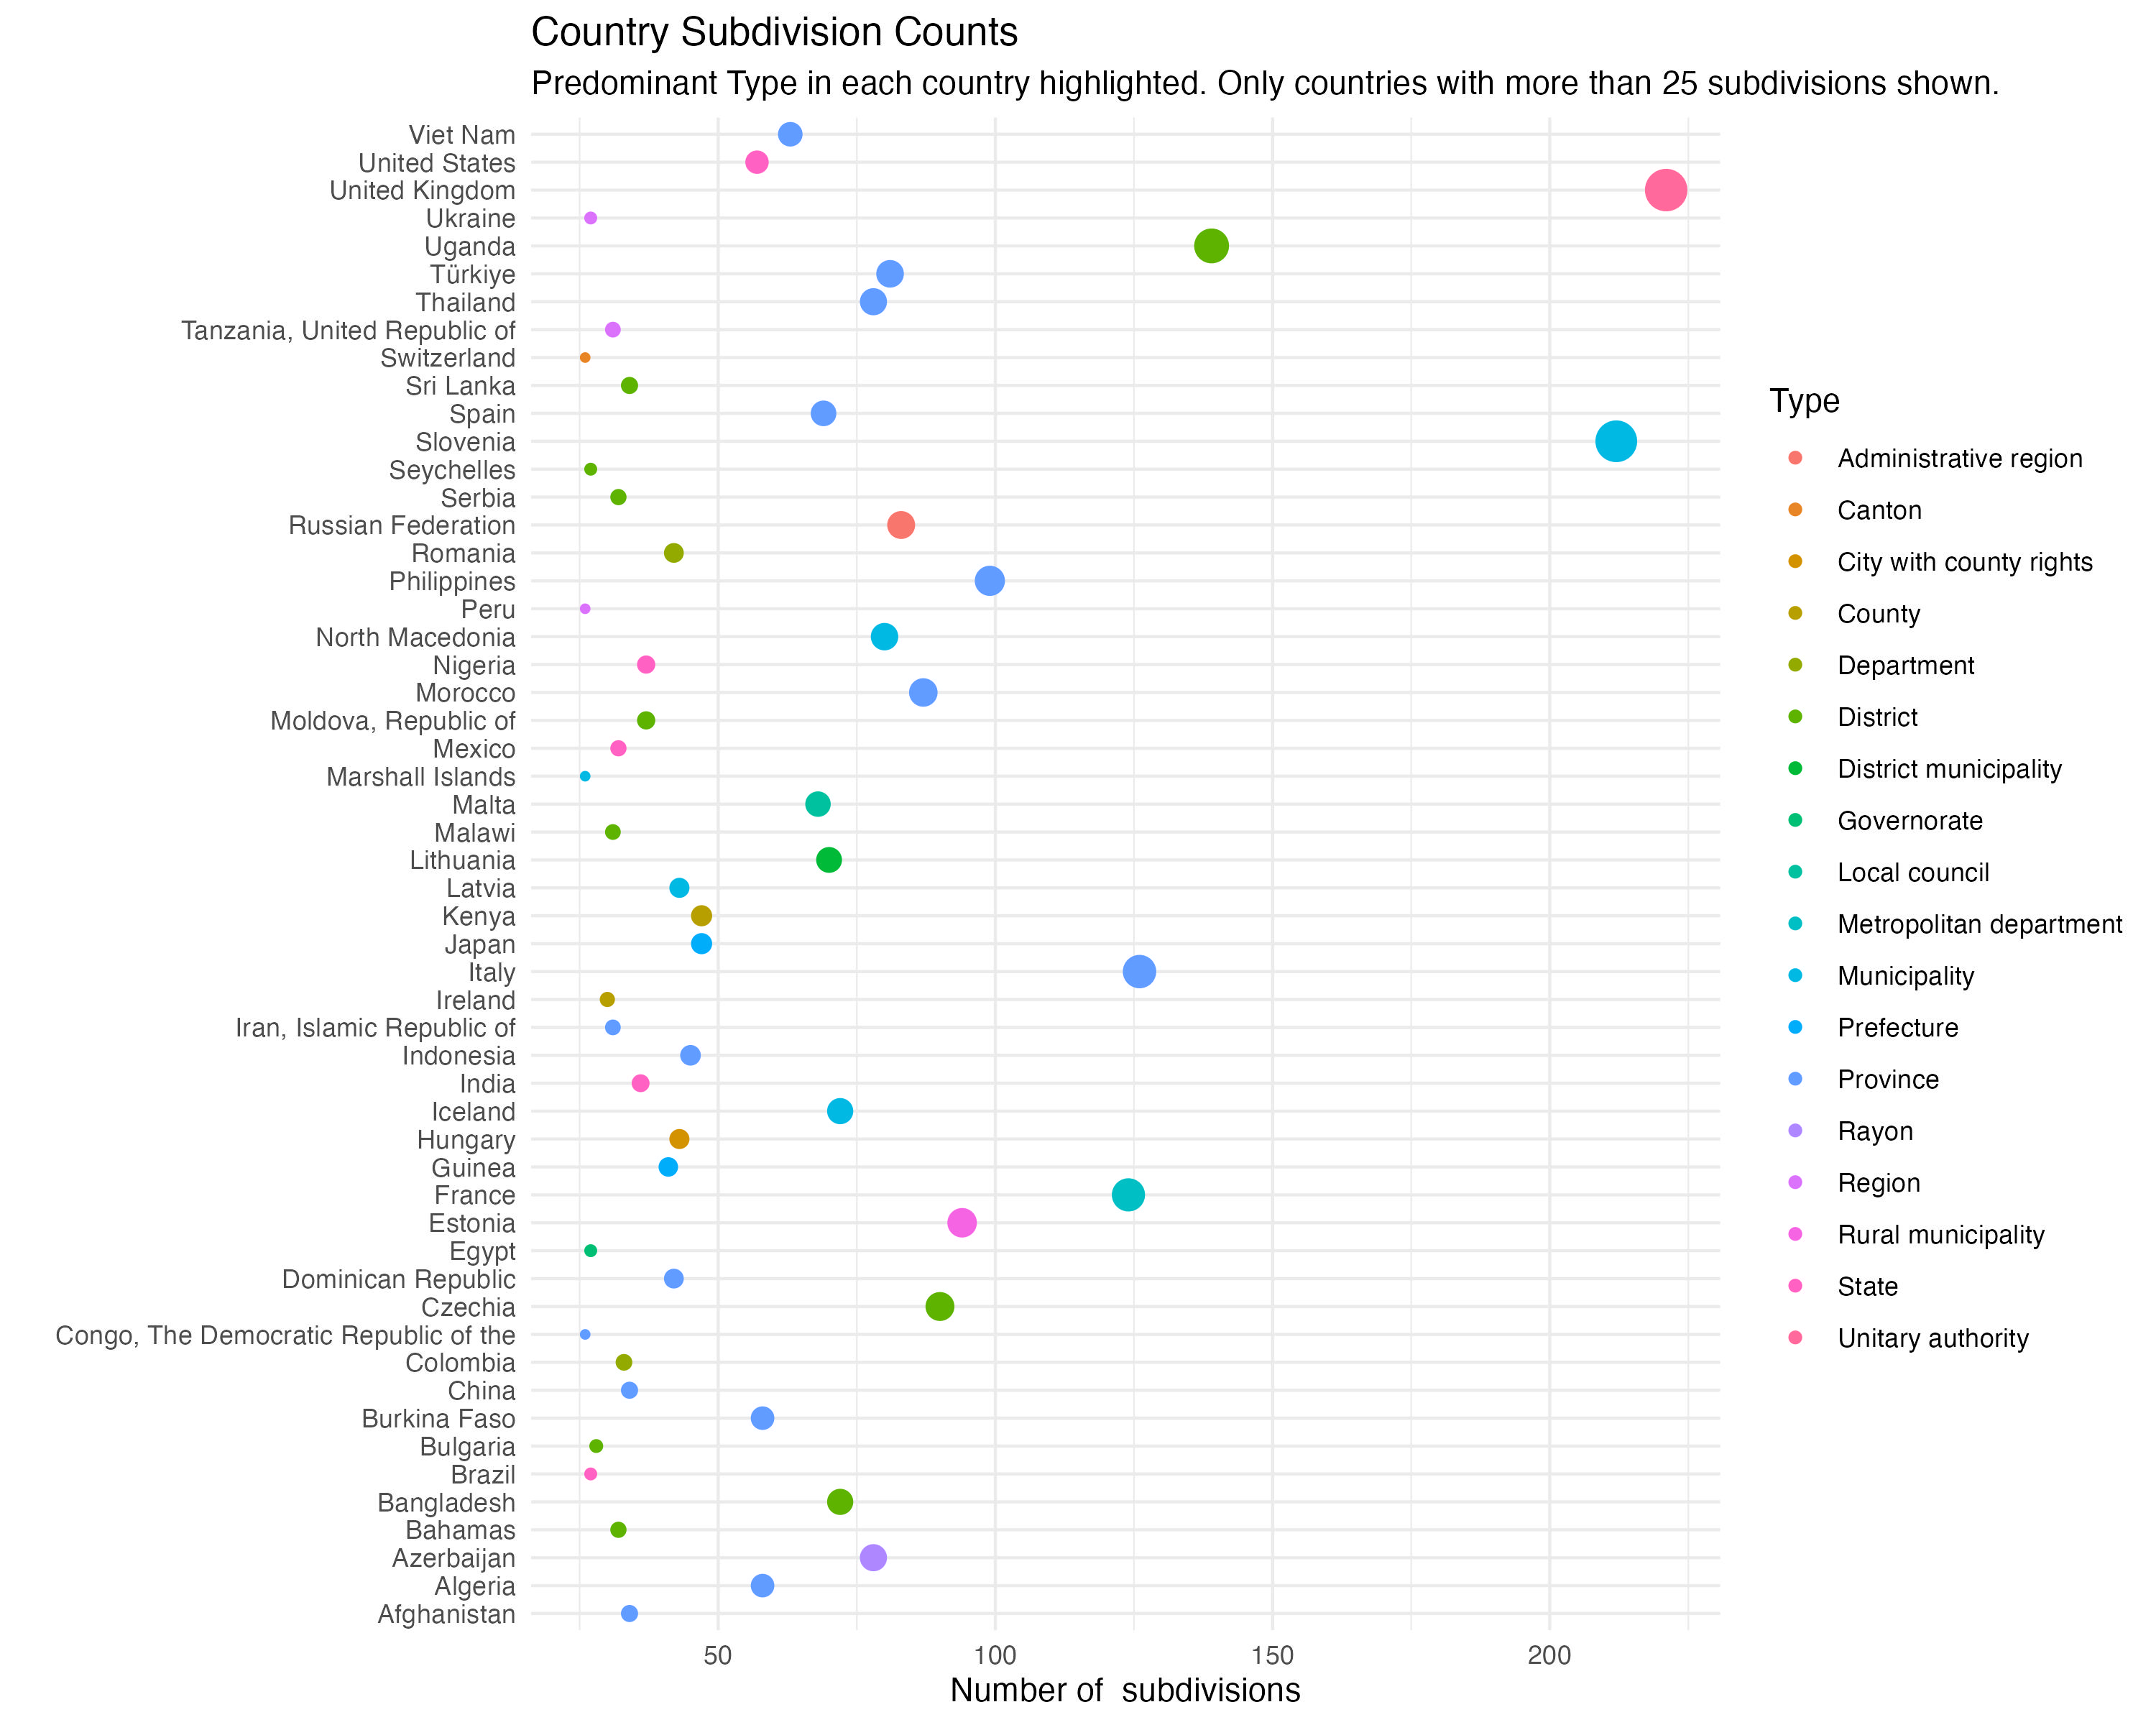 Country Subdivision Counts
Predominant Type in each country highlighted. Only countries with more than 25 subdivisions shown.
Viet Nam
United States
United Kingdom
Ukraine
Uganda
Türkiye
Thailand
Tanzania, United Republic of
Switzerland
Sri Lanka
Spain
Slovenia
Seychelles
Serbia
Russian Federation
Romania
Philippines
Peru
North Macedonia
Nigeria
Morocco
Moldova, Republic of
Mexico
Marshall Islands
Malta
Malawi
Lithuania
Latvia
Kenya
Japan
Italy
Ireland
Iran, Islamic Republic of
Indonesia
India
Iceland
Hungary
Guinea
France
Estonia
Egypt
Dominican Republic
Czechia
Congo, The Democratic Republic of the
Colombia
China
Burkina Faso
Bulgaria
Brazil
Bangladesh
Bahamas
Azerbaijan
Algeria
Afghanistan
50 100 150 200
Number of  subdivisions
Type
Administrative region
Canton
City with county rights
County
Department
District
District municipality
Governorate
Local council
Metropolitan department
Municipality
Prefecture
Province
Rayon
Region
Rural municipality
State
Unitary authority